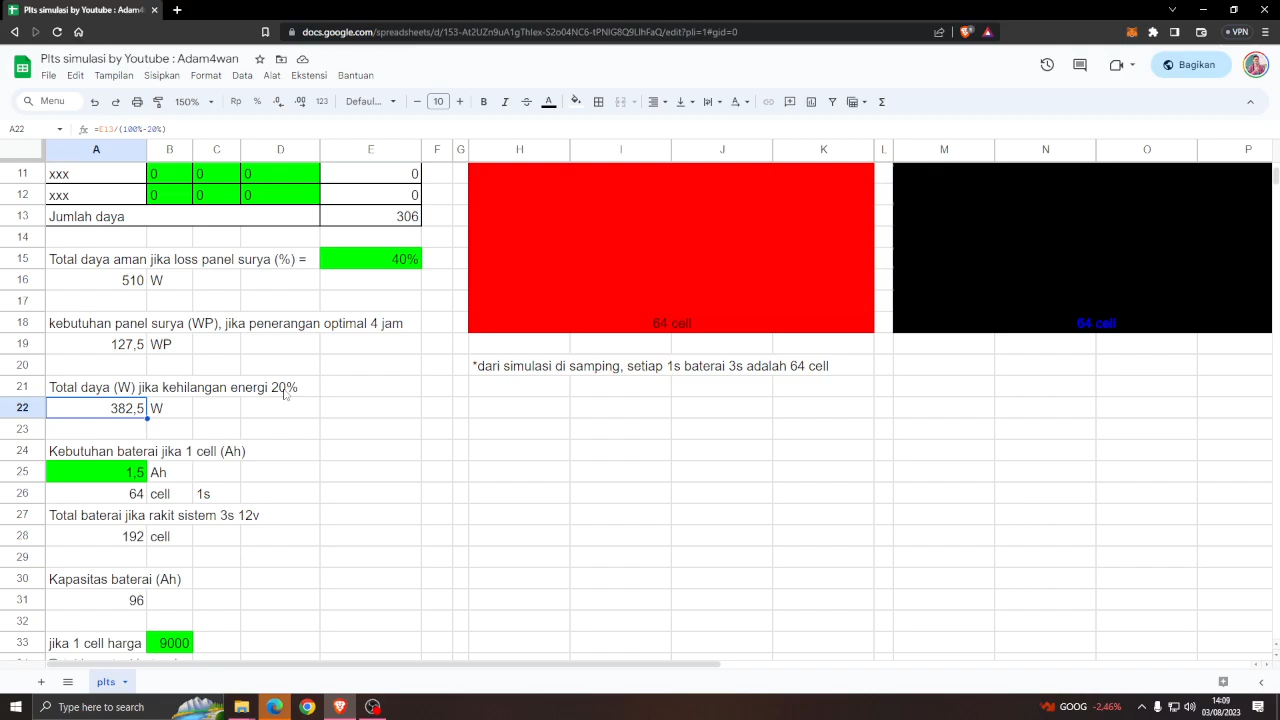 Plts simulasi by Youtube : Adam4w
docs.google.com/spreadsheets/d/153-At2UZn9uA1gThIex-S2o04NC6-tPNIG8Q9LlhFaQ/edit?pli=1#gid=0
VPN
Plts simulasi by Youtube : Adam4wan
File Edit Tampilan Sisipkan Format Data Alat Ekstensi Bantuan
Bagikan
Menu 150% Rp % .0 .00 123 Defaul... 10 B I A
A22 fx =E13/(100%-20%)
A B C D E F G H I J K L M N O P
11 xxx 0 0 0 0
12 xxx 0 0 0 0
13 Jumlah daya 306
14
15 Total daya aman jika loss panel surya (%) = 40%
16 510 W
17
18 kebutuhan panel surya (WP), jika penerangan optimal 4 jam 64 cell 64 cell
19 127,5 WP
20 *dari simulasi di samping, setiap 1s baterai 3s adalah 64 cell
21 Total daya (W) jika kehilangan energi 20%
22 382,5 W
23
24 Kebutuhan baterai jika 1 cell (Ah)
25 1,5 Ah
26 64 cell 1s
27 Total baterai jika rakit sistem 3s 12v
28 192 cell
29
30 Kapasitas baterai (Ah)
31 96
32
33 jika 1 cell harga 9000
plts
Type here to search
GOOG -2,46%
14:09
03/08/2023